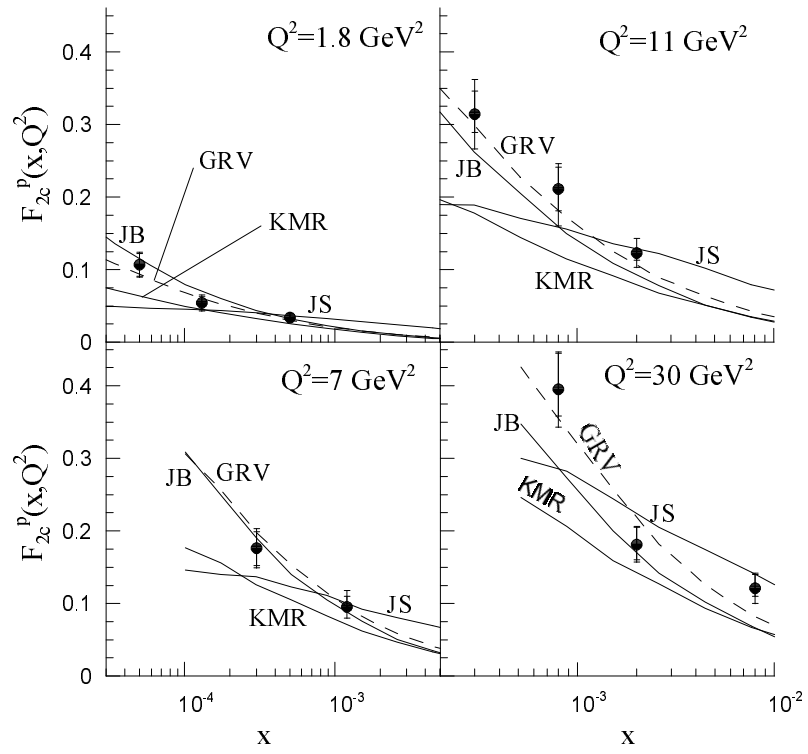 Q²=1.8 GeV²
Q²=11 GeV²
0.4
0.3
0.2
0.1
0
F₂c^p(x,Q²)
GRV
KMR
JB
JS
GRV
JB
JS
KMR
Q²=7 GeV²
Q²=30 GeV²
0.4
0.3
0.2
0.1
0
F₂c^p(x,Q²)
JB
GRV
KMR
JS
JB
GRV
KMR
JS
10⁻⁴
10⁻³
10⁻³
10⁻²
x
x